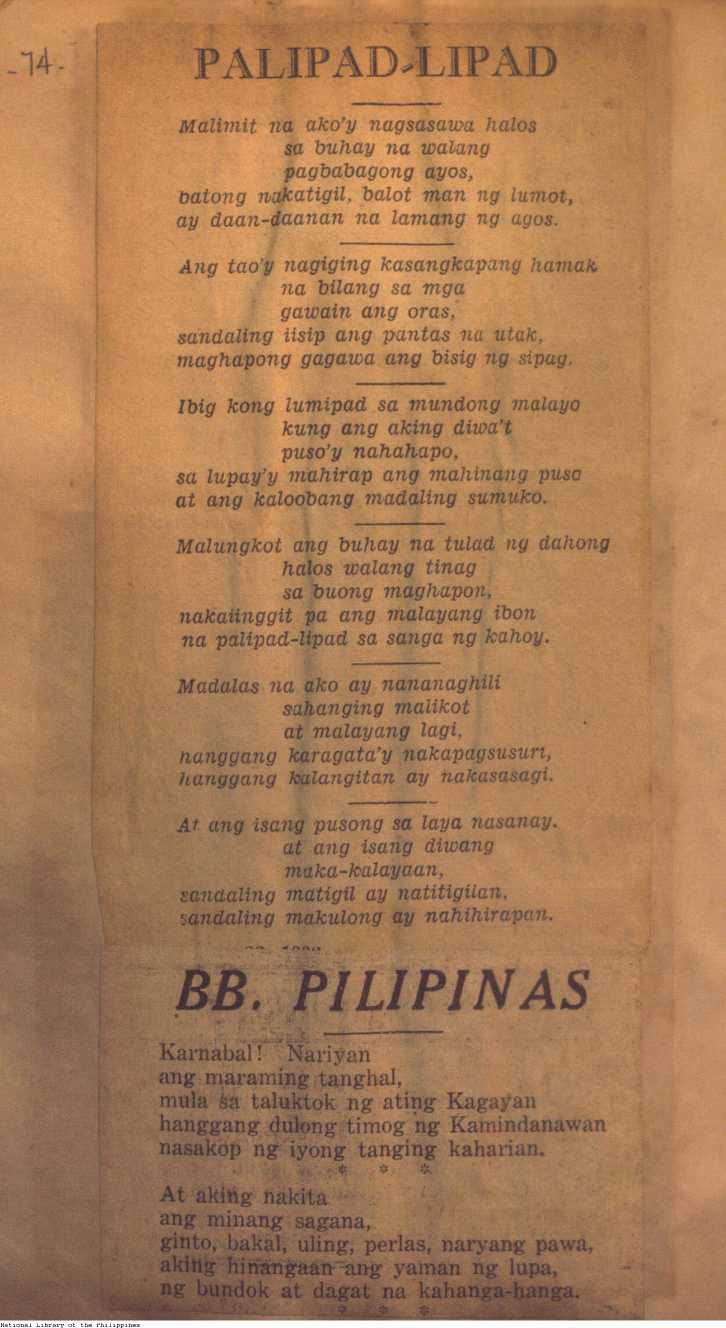 -74-
PALIPAD-LIPAD
Malimit na ako'y nagsasawa halos
sa buhay na walang
pagbabagong ayos,
batong nakatigil, balot man ng lumot,
ay daan-daanan na lamang ng agos.
Ang tao'y nagiging kasangkapang hamak
na bilang sa mga
gawain ang oras,
sandaling iisip ang pantas na utak,
maghapong gagawa ang bisig ng sipag.
Ibig kong lumipad sa mundong malayo
kung ang aking diwa't
puso'y nahahapo,
sa lupay'y mahirap ang mahinang puso
at ang kaloobang madaling sumuko.
Malungkot ang buhay na tulad ng dahong
halos walang tinag
sa buong maghapon,
nakaiinggit pa ang malayang ibon
na palipad-lipad sa sanga ng kahoy.
Madalas na ako ay nananaghili
sahanging malikot
at malayang lagi,
hanggang karagata'y nakapagsusuri,
hanggang kalangitan ay nakasasagi.
At ang isang pusong sa laya nasanay.
at ang isang diwang
maka-kalayaan,
sandaling matigil ay natitigilan,
sandaling makulong ay nahihirapan.
BB. PILIPINAS
Karnabal! Nariyan
ang maraming tanghal,
mula sa taluktok ng ating Kagayan
hanggang dulong timog ng Kamindanawan
nasakop ng iyong tanging kaharian.
* * *
At aking nakita
ang minang sagana,
ginto, bakal, uling, perlas, naryang pawa,
aking hinangaan ang yaman ng lupa,
ng bundok at dagat na kahanga-hanga.
* * *
National Library of the Philippines